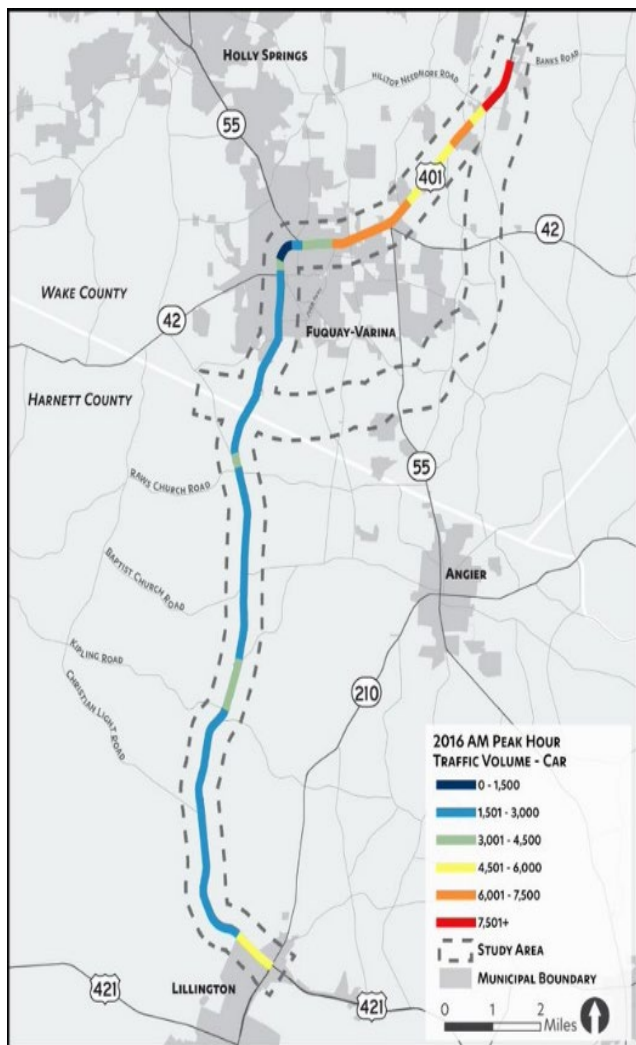 HOLLY SPRINGS
HILLTOP NEEDMORE ROAD
BANKS ROAD
55
401
42
WAKE COUNTY
42
FUQUAY-VARINA
HARNETT COUNTY
55
RAWS CHURCH ROAD
ANGIER
BAPTIST CHURCH ROAD
KIPLING ROAD
CHRISTIAN LIGHT ROAD
210
2016 AM PEAK HOUR
TRAFFIC VOLUME - CAR
0 - 1,500
1,501 - 3,000
3,001 - 4,500
4,501 - 6,000
6,001 - 7,500
7,501+
STUDY AREA
MUNICIPAL BOUNDARY
0 1 2
MILES
421
LILLINGTON
421